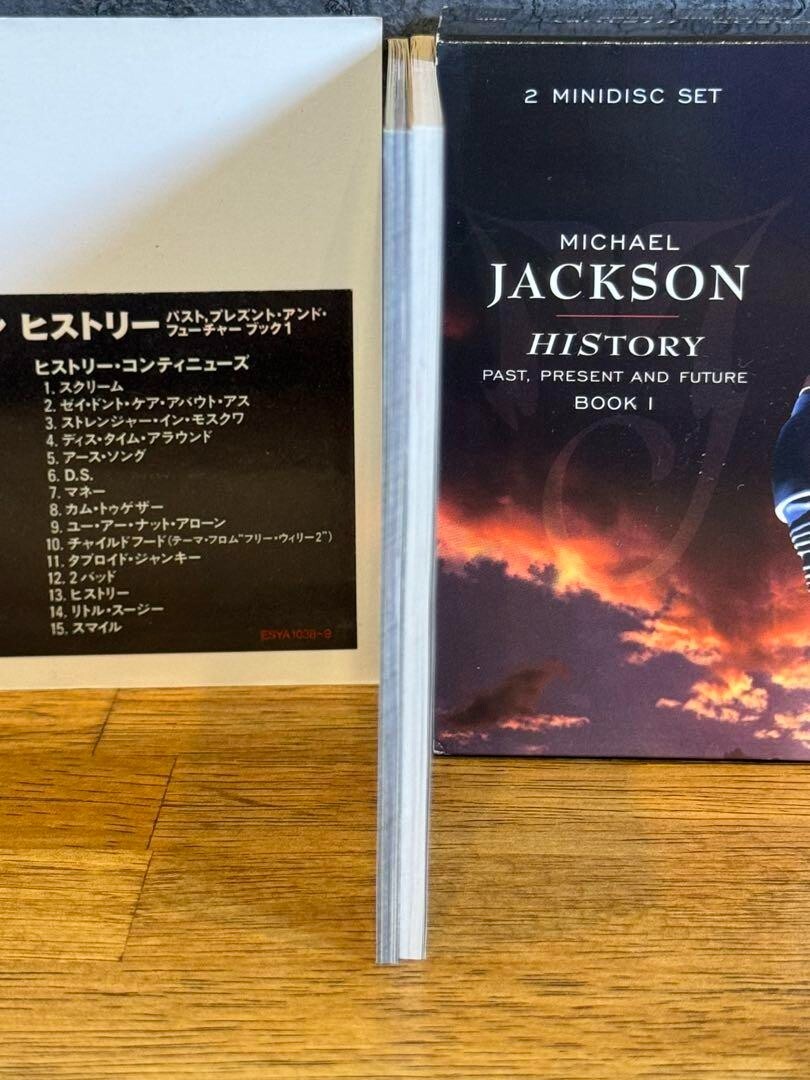 ヒストリー パスト,プレズント・アンド・
フューチャー ブック1
ヒストリー・コンティニューズ
1. スクリーム
2. ゼイ・ドント・ケア・アバウト・アス
3. ストレンジャー・イン・モスクワ
4. ディス・タイム・アラウンド
5. アース・ソング
6. D.S.
7. マネー
8. カム・トゥゲザー
9. ユー・アー・ナット・アローン
10. チャイルドフード(テーマ・フロム"フリー・ウィリー2")
11. タブロイド・ジャンキー
12. 2バッド
13. ヒストリー
14. リトル・スージー
15. スマイル
ESYA1038~9
2 MINIDISC SET
MICHAEL
JACKSON
HISTORY
PAST, PRESENT AND FUTURE
BOOK I